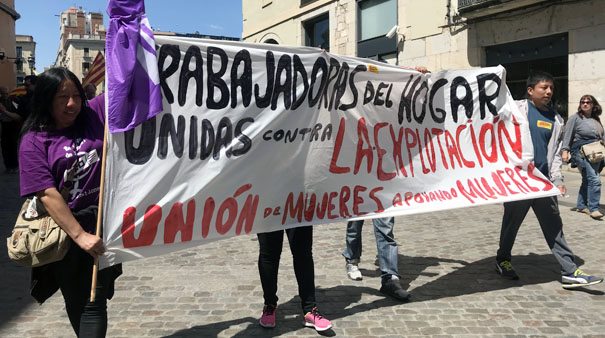 TRABAJADORAS DEL HOGAR
UNIDAS CONTRA LA EXPLOTACIÓN
UNIÓN DE MUJERES APOYANDO MUJERES